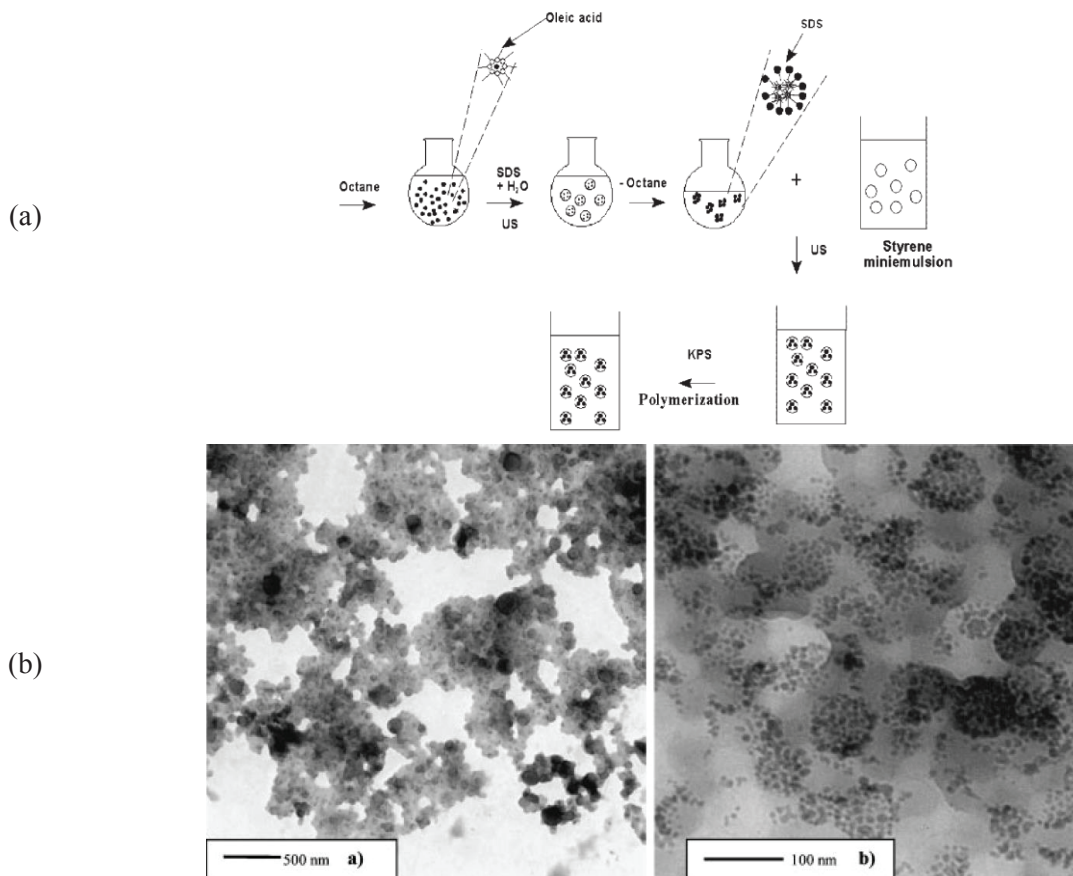 (a)
Oleic acid
SDS
Octane
SDS
+ H2O
US
- Octane
+
US
Styrene
miniemulsion
KPS
Polymerization
(b)
500 nm a)
100 nm b)